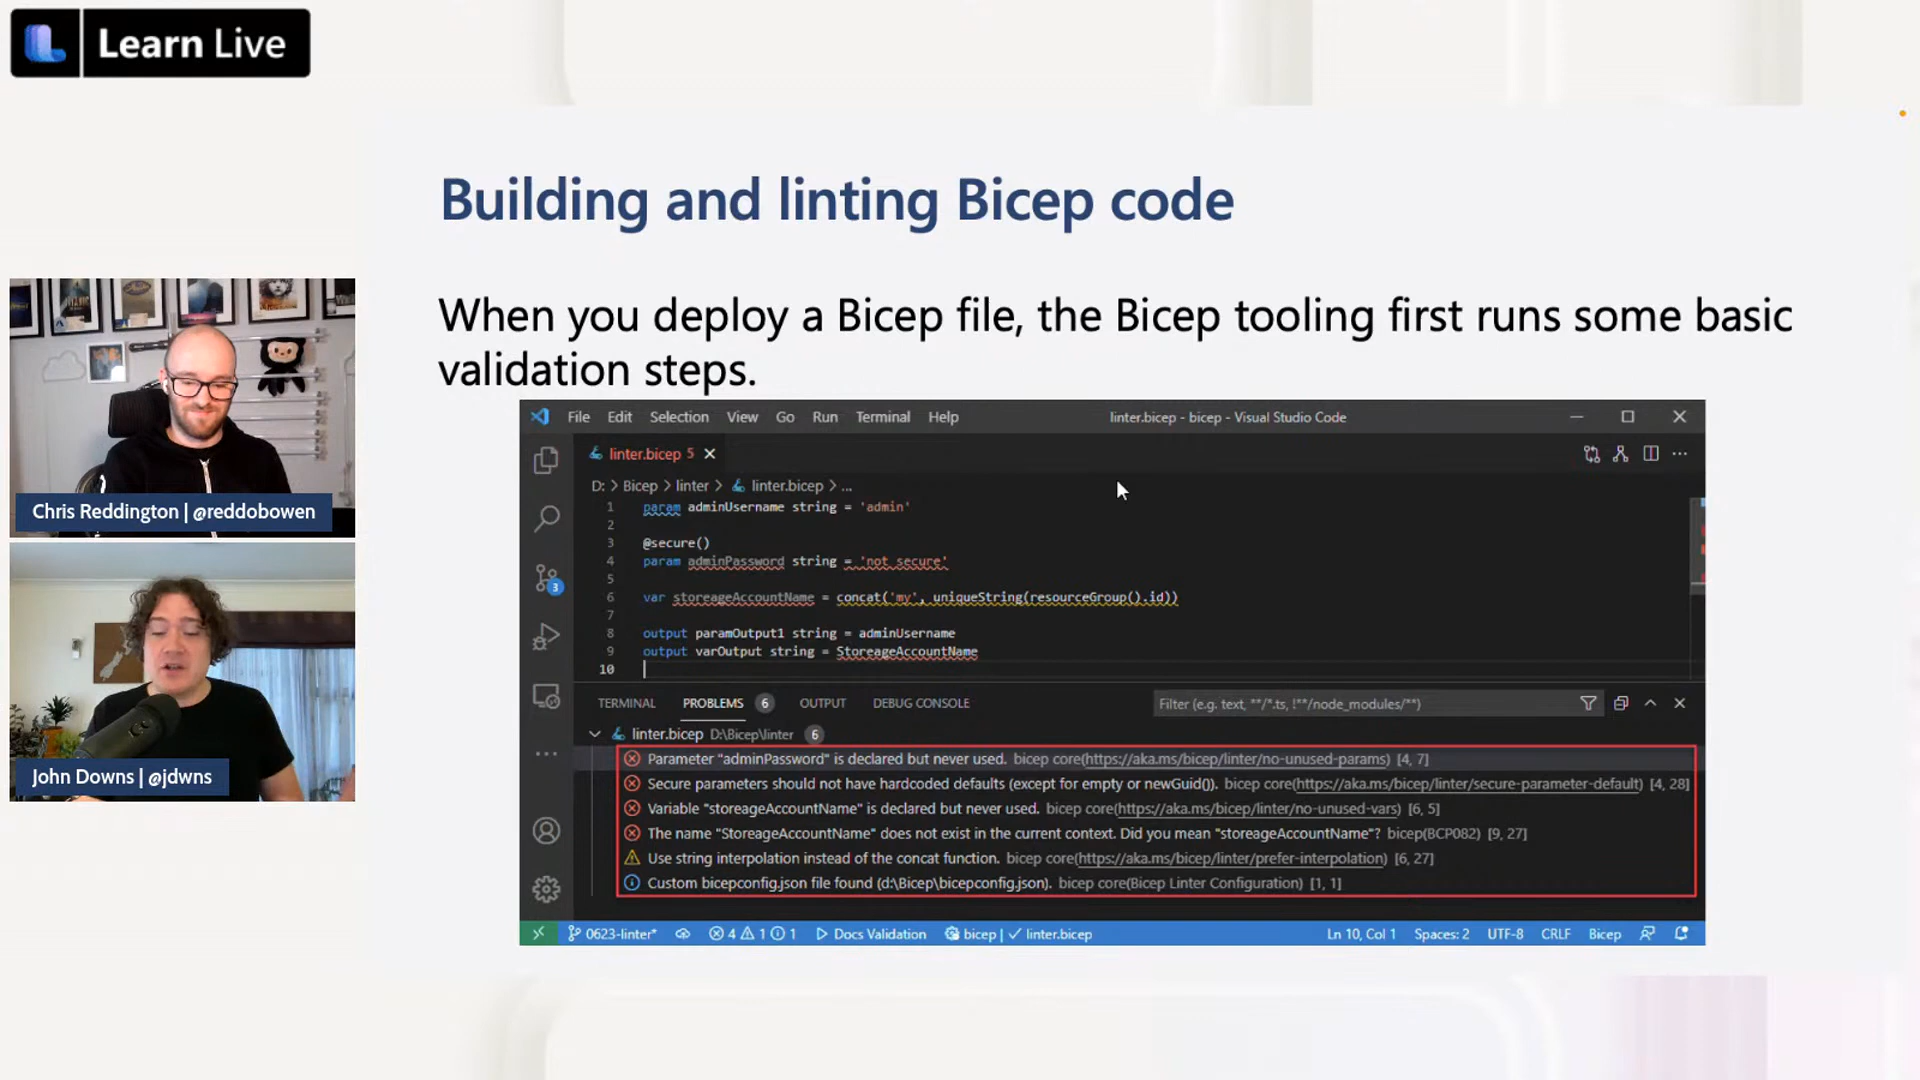 Learn Live
Building and linting Bicep code
When you deploy a Bicep file, the Bicep tooling first runs some basic
validation steps.
Chris Reddington | @reddobowen
John Downs | @jdwns
File Edit Selection View Go Run Terminal Help
linter.bicep - bicep - Visual Studio Code
linter.bicep 5
D: > Bicep > linter > linter.bicep > ...
1 param adminUsername string = 'admin'
2
3 @secure()
4 param adminPassword string = 'not secure'
5
6 var storeageAccountName = concat('my', uniqueString(resourceGroup().id))
7
8 output paramOutput1 string = adminUsername
9 output varOutput string = StoreageAccountName
10
3
TERMINAL PROBLEMS 6 OUTPUT DEBUG CONSOLE
Filter (e.g. text, **/*.ts, !**/node_modules/**)
linter.bicep D:\Bicep\linter 6
Parameter "adminPassword" is declared but never used. bicep core(https://aka.ms/bicep/linter/no-unused-params) [4, 7]
Secure parameters should not have hardcoded defaults (except for empty or newGuid()). bicep core(https://aka.ms/bicep/linter/secure-parameter-default) [4, 28]
Variable "storeageAccountName" is declared but never used. bicep core(https://aka.ms/bicep/linter/no-unused-vars) [6, 5]
The name "StoreageAccountName" does not exist in the current context. Did you mean "storeageAccountName"? bicep(BCP082) [9, 27]
Use string interpolation instead of the concat function. bicep core(https://aka.ms/bicep/linter/prefer-interpolation) [6, 27]
Custom bicepconfig.json file found (d:\Bicep\bicepconfig.json). bicep core(Bicep Linter Configuration) [1, 1]
0623-linter* 4 1 1 Docs Validation bicep | linter.bicep
Ln 10, Col 1 Spaces: 2 UTF-8 CRLF Bicep